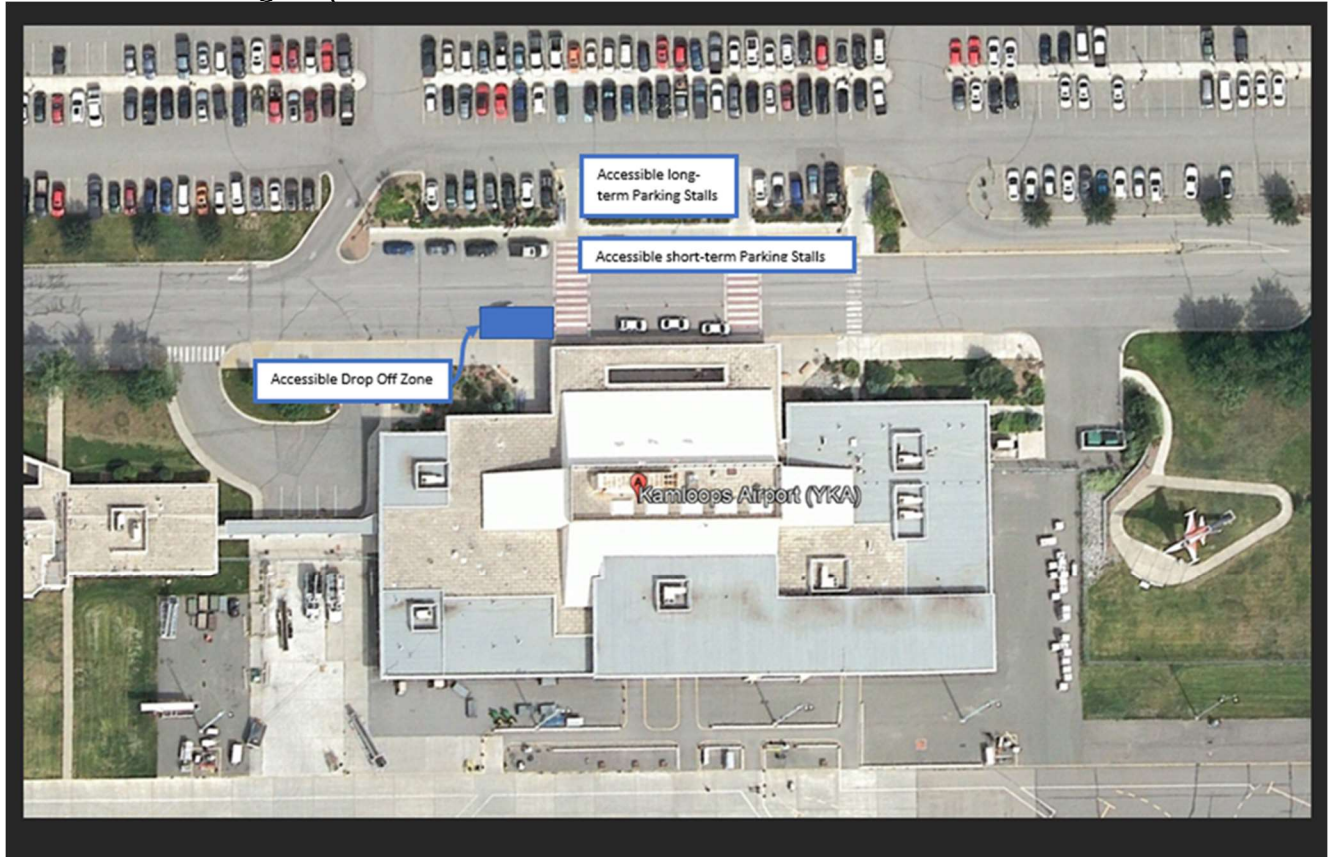 Accessible long-
term Parking Stalls
Accessible short-term Parking Stalls
Accessible Drop Off Zone
A
Kamloops Airport (YKA)